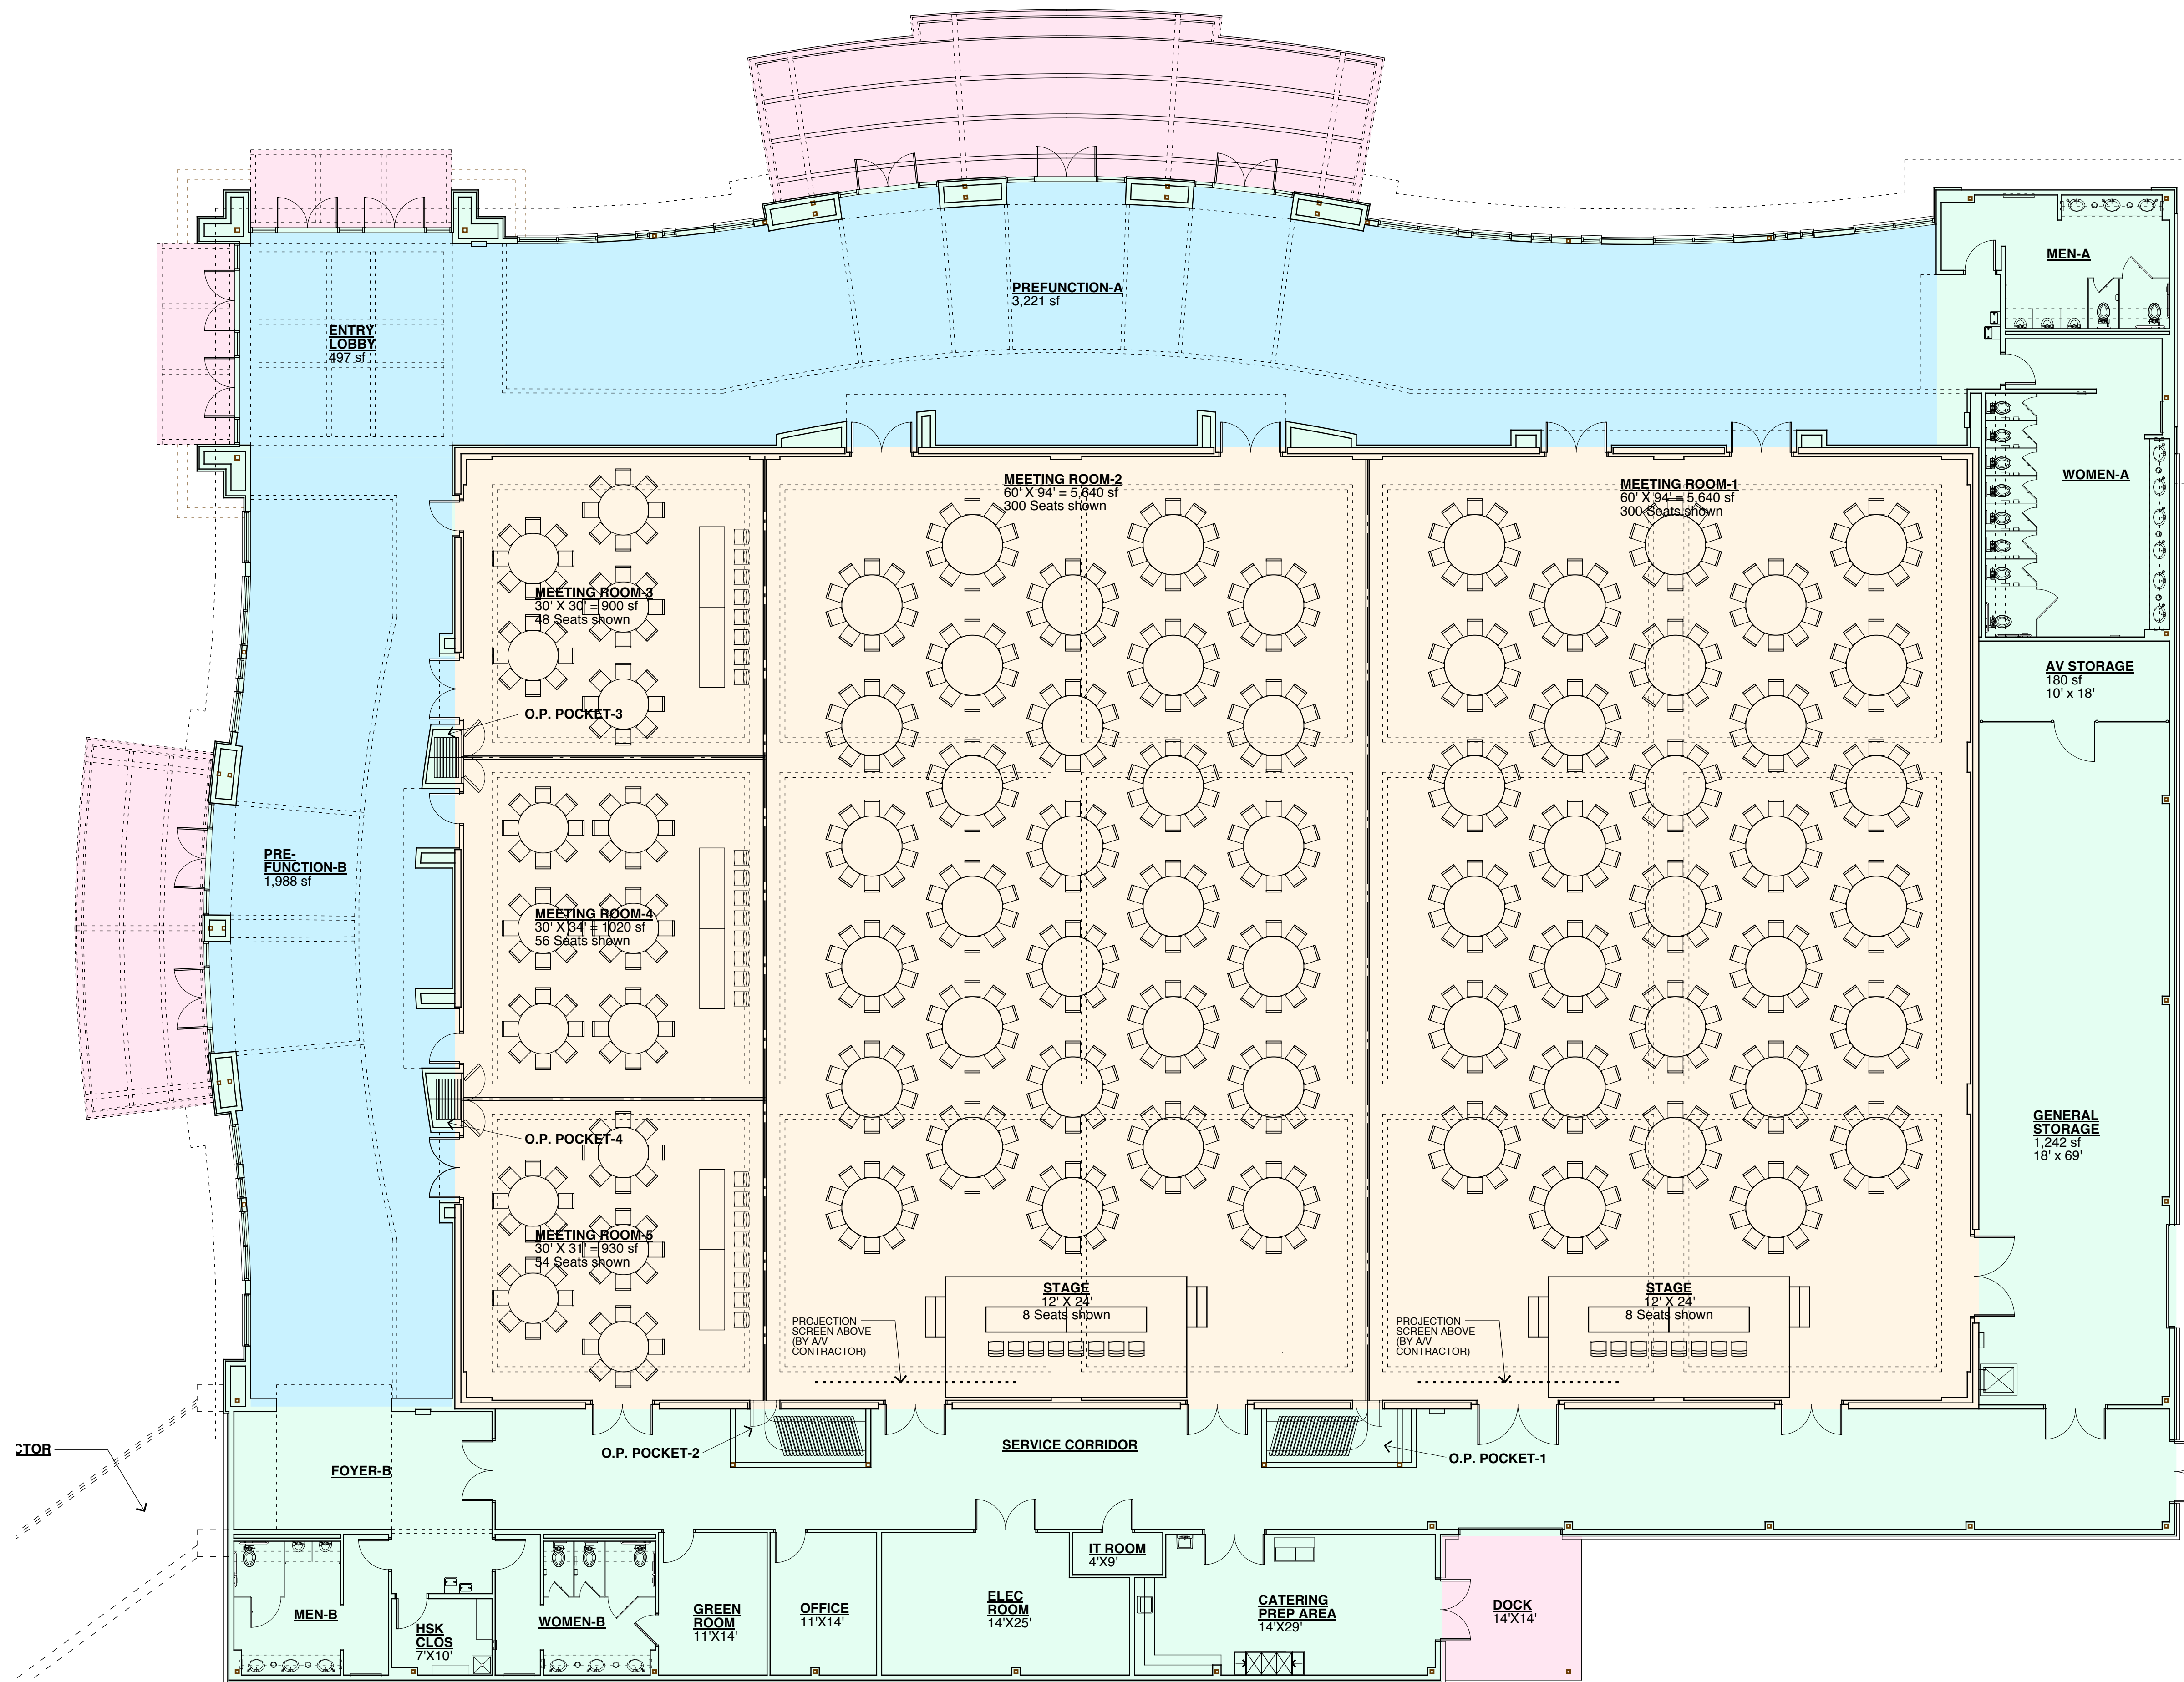 PREFUNCTION-A
3,221 sf
MEN-A
ENTRY
LOBBY
497 sf
MEETING ROOM-2
60' X 94' = 5,640 sf
300 Seats shown
MEETING ROOM-1
60' X 94' = 5,640 sf
300 Seats shown
WOMEN-A
MEETING ROOM-3
30' X 30' = 900 sf
48 Seats shown
AV STORAGE
180 sf
10' x 18'
O.P. POCKET-3
PRE-
FUNCTION-B
1,988 sf
MEETING ROOM-4
30' X 34' = 1020 sf
56 Seats shown
GENERAL
STORAGE
1,242 sf
18' x 69'
O.P. POCKET-4
MEETING ROOM-5
30' X 31' = 930 sf
54 Seats shown
STAGE
12' X 24'
8 Seats shown
STAGE
12' X 24'
8 Seats shown
PROJECTION
SCREEN ABOVE
(BY A/V
CONTRACTOR)
PROJECTION
SCREEN ABOVE
(BY A/V
CONTRACTOR)
CTOR
O.P. POCKET-2
SERVICE CORRIDOR
O.P. POCKET-1
FOYER-B
IT ROOM
4'X9'
MEN-B
HSK
CLOS
7'X10'
WOMEN-B
GREEN
ROOM
11'X14'
OFFICE
11'X14'
ELEC
ROOM
14'X25'
CATERING
PREP AREA
14'X29'
DOCK
14'X14'